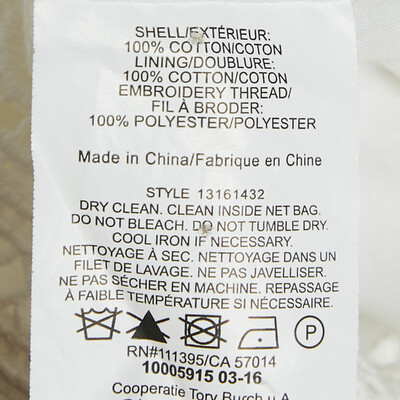 SHELL/EXTÉRIEUR:
100% COTTON/COTON
LINING/DOUBLURE:
100% COTTON/COTON
EMBROIDERY THREAD/
FIL À BRODER:
100% POLYESTER/POLYESTER
Made in China/Fabrique en Chine
STYLE 13161432
DRY CLEAN. CLEAN INSIDE NET BAG.
DO NOT BLEACH. DO NOT TUMBLE DRY.
COOL IRON IF NECESSARY.
NETTOYAGE À SEC. NETTOYAGE DANS UN
FILET DE LAVAGE. NE PAS JAVELLISER.
NE PAS SÉCHER EN MACHINE. REPASSAGE
À FAIBLE TEMPÉRATURE SI NÉCESSAIRE.
P
RN#111395/CA 57014
10005915 03-16
Cooperatie Tory Burch u.A